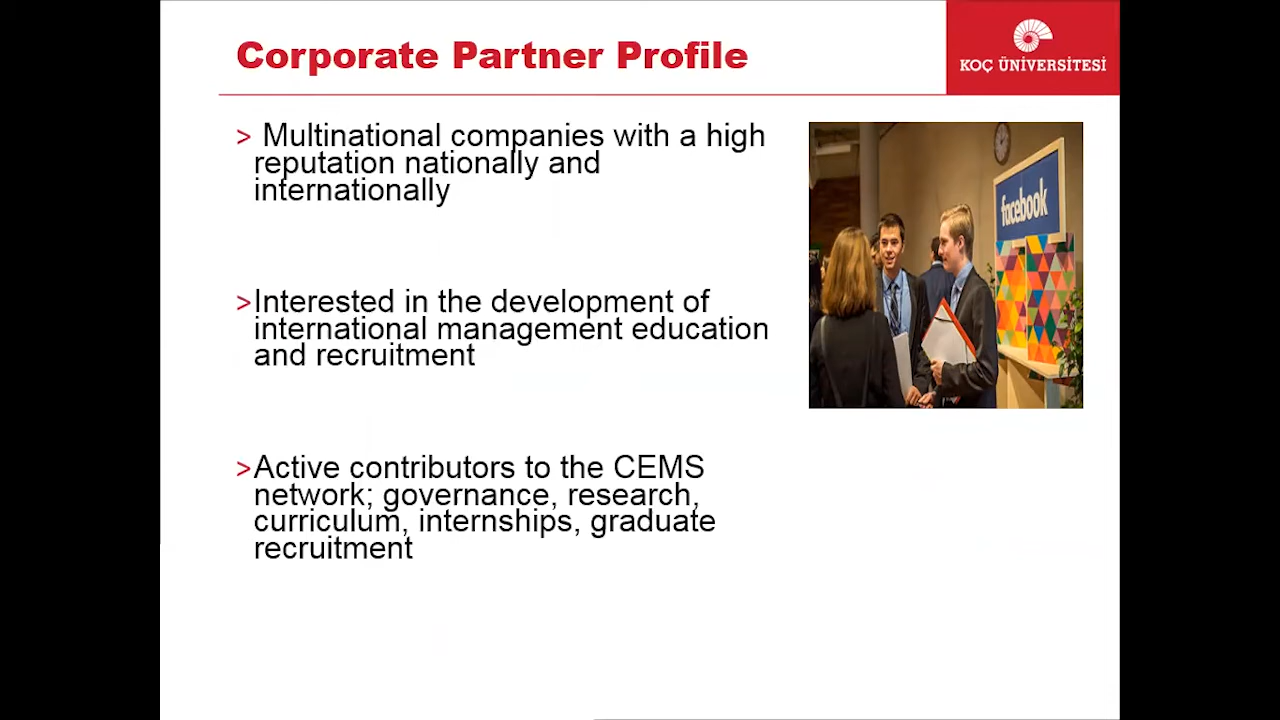 Corporate Partner Profile
KOÇ ÜNİVERSİTESİ
> Multinational companies with a high
reputation nationally and
internationally
facebook
>Interested in the development of
international management education
and recruitment
>Active contributors to the CEMS
network; governance, research,
curriculum, internships, graduate
recruitment